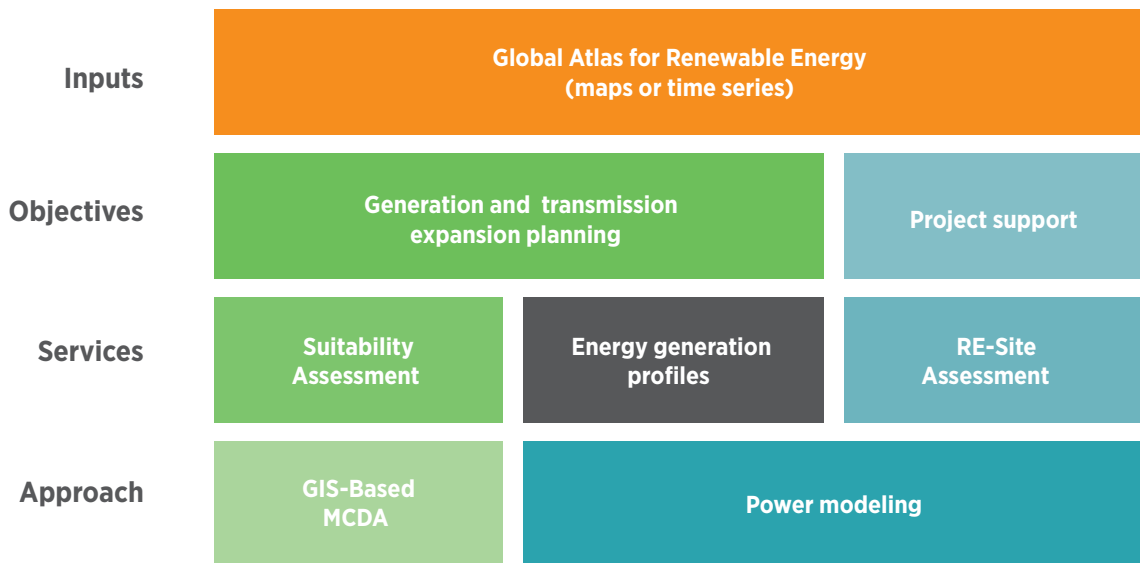 Inputs
Global Atlas for Renewable Energy
(maps or time series)
Objectives
Generation and transmission
expansion planning
Project support
Services
Suitability
Assessment
Energy generation
profiles
RE-Site
Assessment
Approach
GIS-Based
MCDA
Power modeling